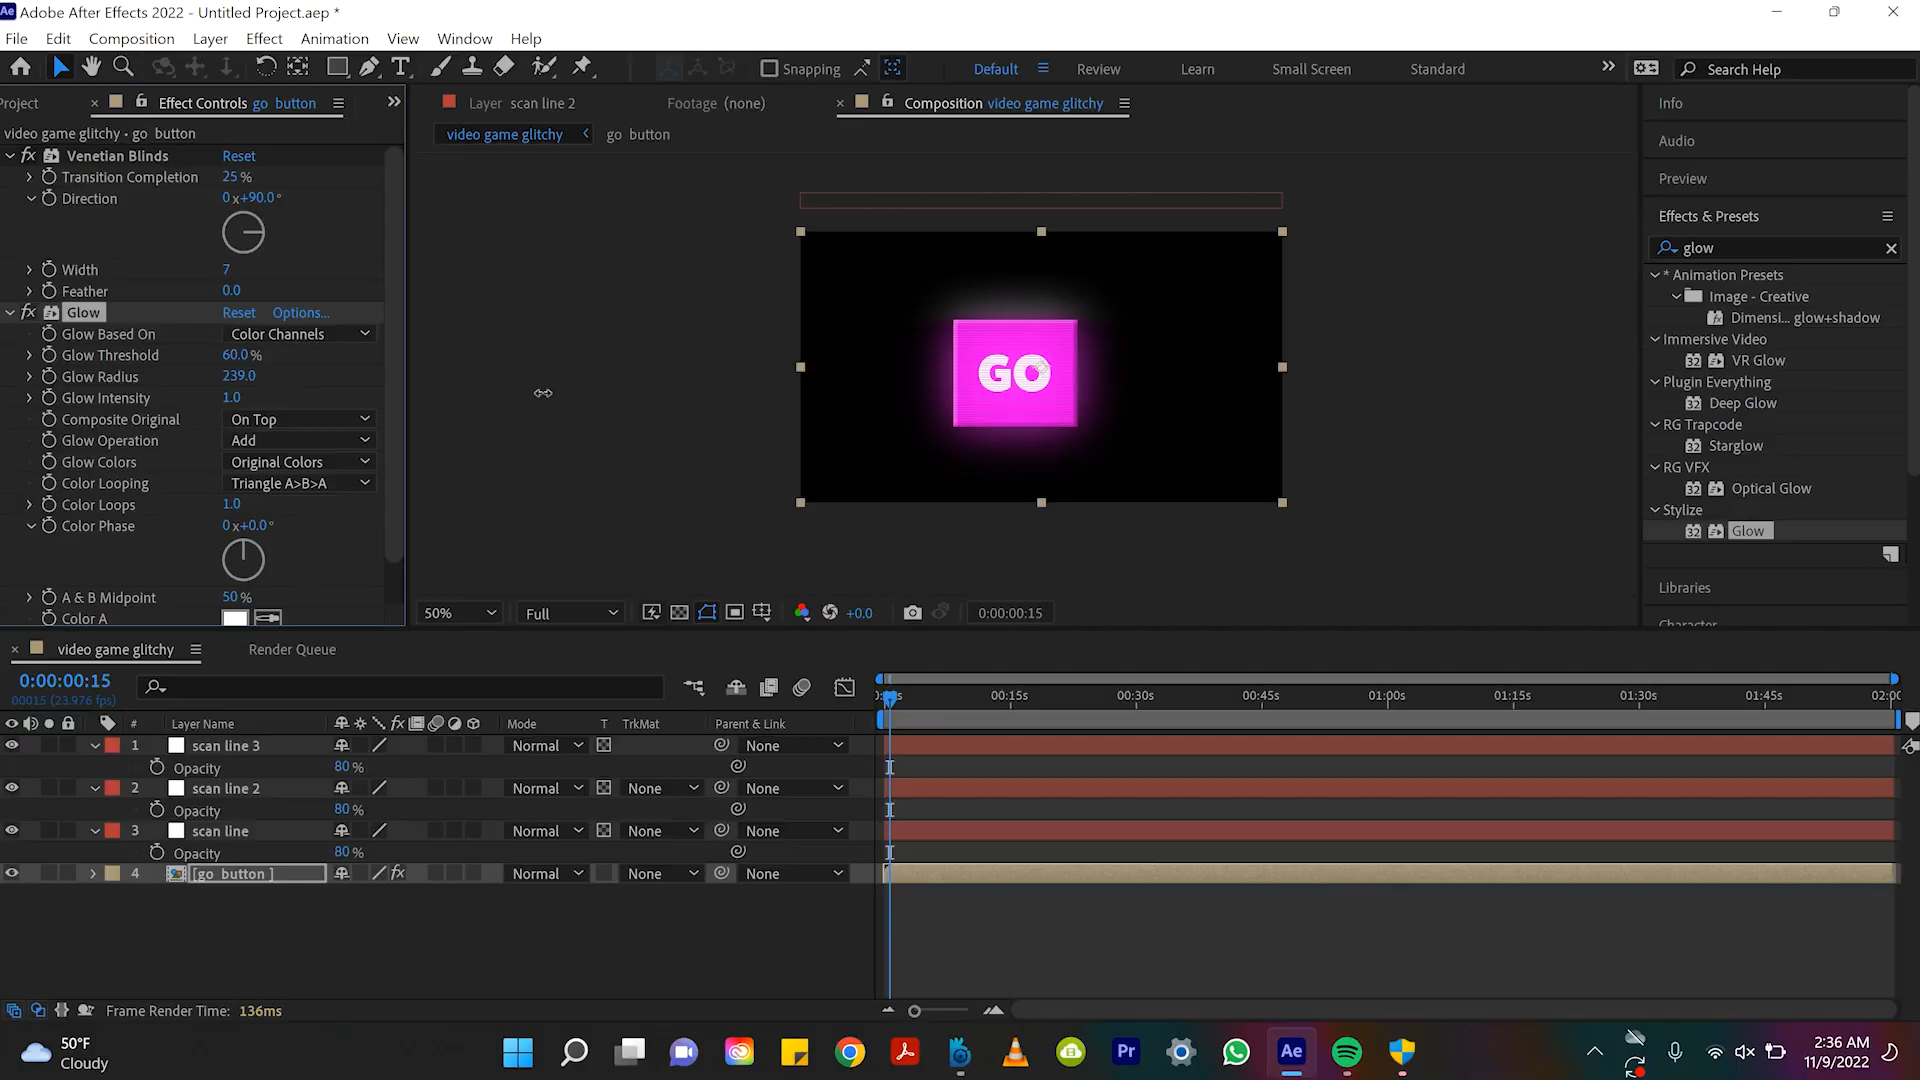 Adobe After Effects 2022 - Untitled Project.aep *
File Edit Composition Layer Effect Animation View Window Help
Snapping Default Review Learn Small Screen Standard Search Help
Project Effect Controls go button
Layer scan line 2 Footage (none) Composition video game glitchy
video game glitchy • go button
video game glitchy go button
Venetian Blinds Reset
Transition Completion 25 %
Direction 0 x+90.0 °
Width 7
Feather 0.0
Glow Reset Options...
Glow Based On Color Channels
Glow Threshold 60.0 %
Glow Radius 239.0
Glow Intensity 1.0
Composite Original On Top
Glow Operation Add
Glow Colors Original Colors
Color Looping Triangle A>B>A
Color Loops 1.0
Color Phase 0 x+0.0 °
A & B Midpoint 50 %
Color A
GO
50% Full +0.0 0:00:00:15
Info
Audio
Preview
Effects & Presets
glow
* Animation Presets
Image - Creative
Dimensi... glow+shadow
Immersive Video
32 VR Glow
Plugin Everything
32 Deep Glow
RG Trapcode
32 Starglow
RG VFX
32 Optical Glow
Stylize
32 Glow
Libraries
Character
video game glitchy Render Queue
0:00:00:15
00015 (23.976 fps)
00:15s 00:30s 00:45s 01:00s 01:15s 01:30s 01:45s
# Layer Name fx Mode T TrkMat Parent & Link
1 scan line 3 Normal None
Opacity 80 %
2 scan line 2 Normal None None
Opacity 80 %
3 scan line Normal None None
Opacity 80 %
4 [go button ] fx Normal None None
Frame Render Time: 136ms
50°F
Cloudy
Pr Ae
2:36 AM
11/9/2022